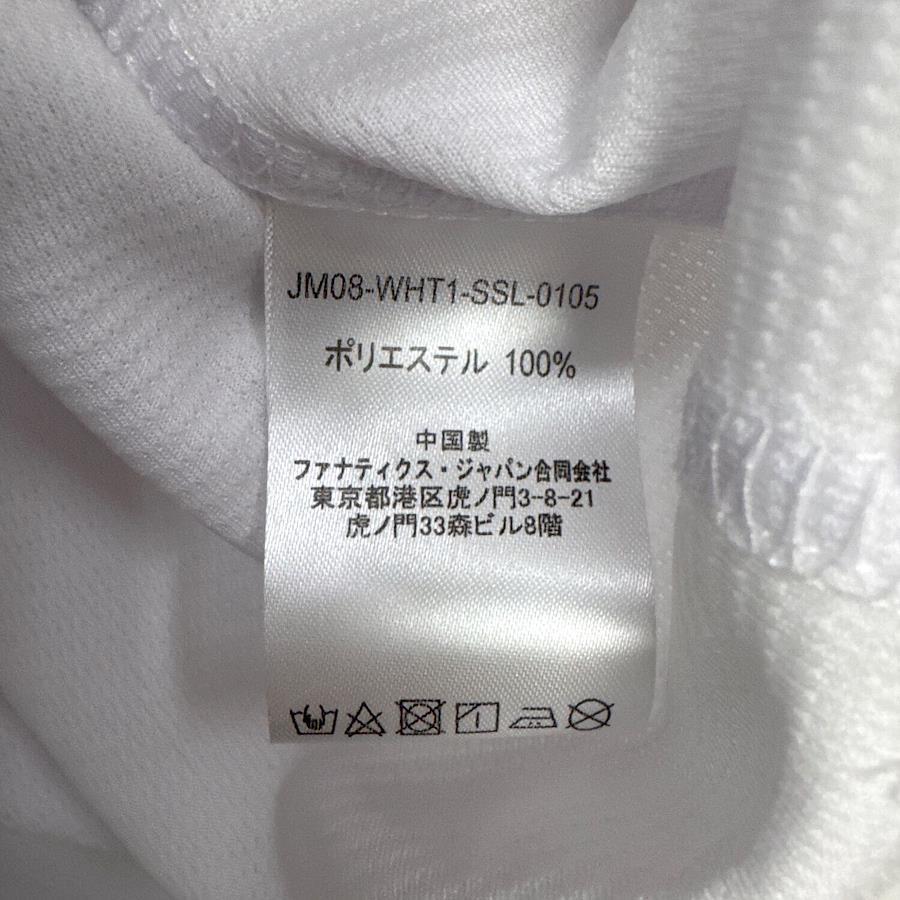 JM08-WHT1-SSL-0105
ポリエステル 100%
中国製
ファナティクス・ジャパン合同会社
東京都港区虎ノ門3-8-21
虎ノ門33森ビル8階